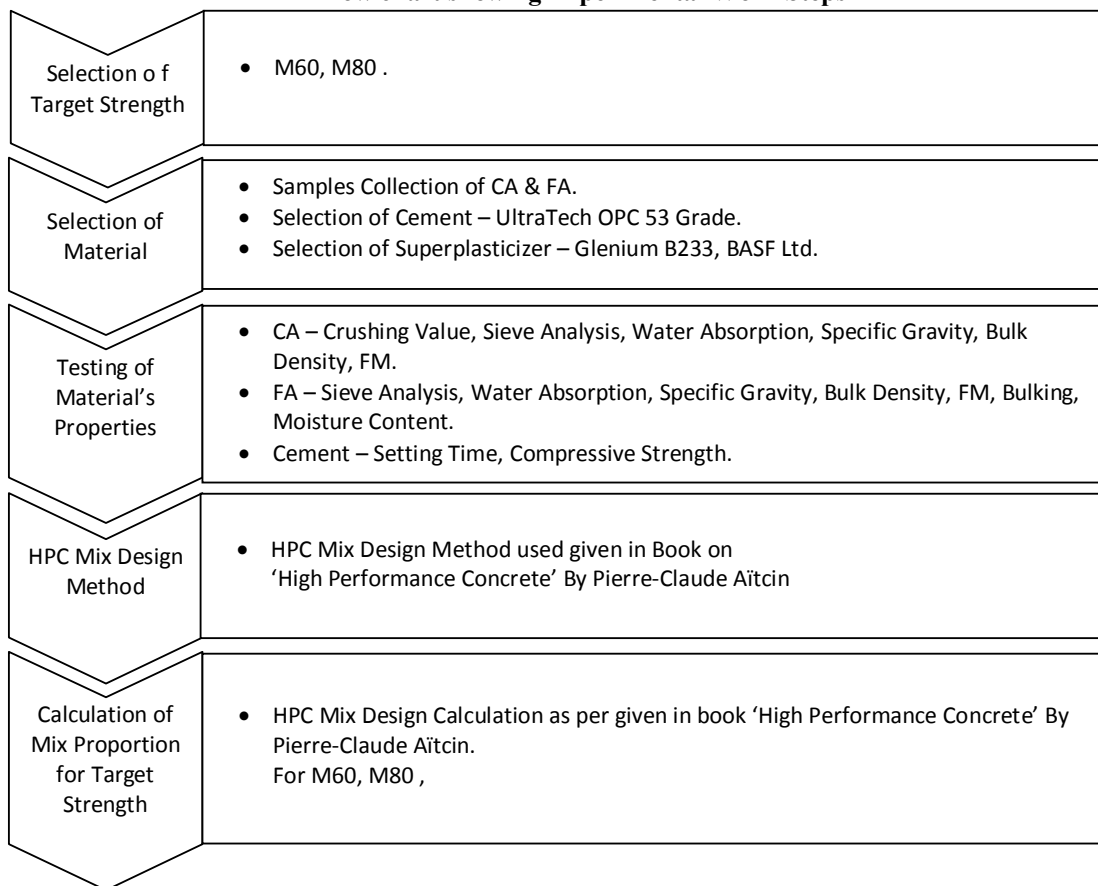 Selection o f
Target Strength
• M60, M80 .
Selection of
Material
• Samples Collection of CA & FA.
• Selection of Cement – UltraTech OPC 53 Grade.
• Selection of Superplasticizer – Glenium B233, BASF Ltd.
Testing of
Material’s
Properties
• CA – Crushing Value, Sieve Analysis, Water Absorption, Specific Gravity, Bulk
Density, FM.
• FA – Sieve Analysis, Water Absorption, Specific Gravity, Bulk Density, FM, Bulking,
Moisture Content.
• Cement – Setting Time, Compressive Strength.
HPC Mix Design
Method
• HPC Mix Design Method used given in Book on
‘High Performance Concrete’ By Pierre-Claude Aïtcin
Calculation of
Mix Proportion
for Target
Strength
• HPC Mix Design Calculation as per given in book ‘High Performance Concrete’ By
Pierre-Claude Aïtcin.
For M60, M80 ,